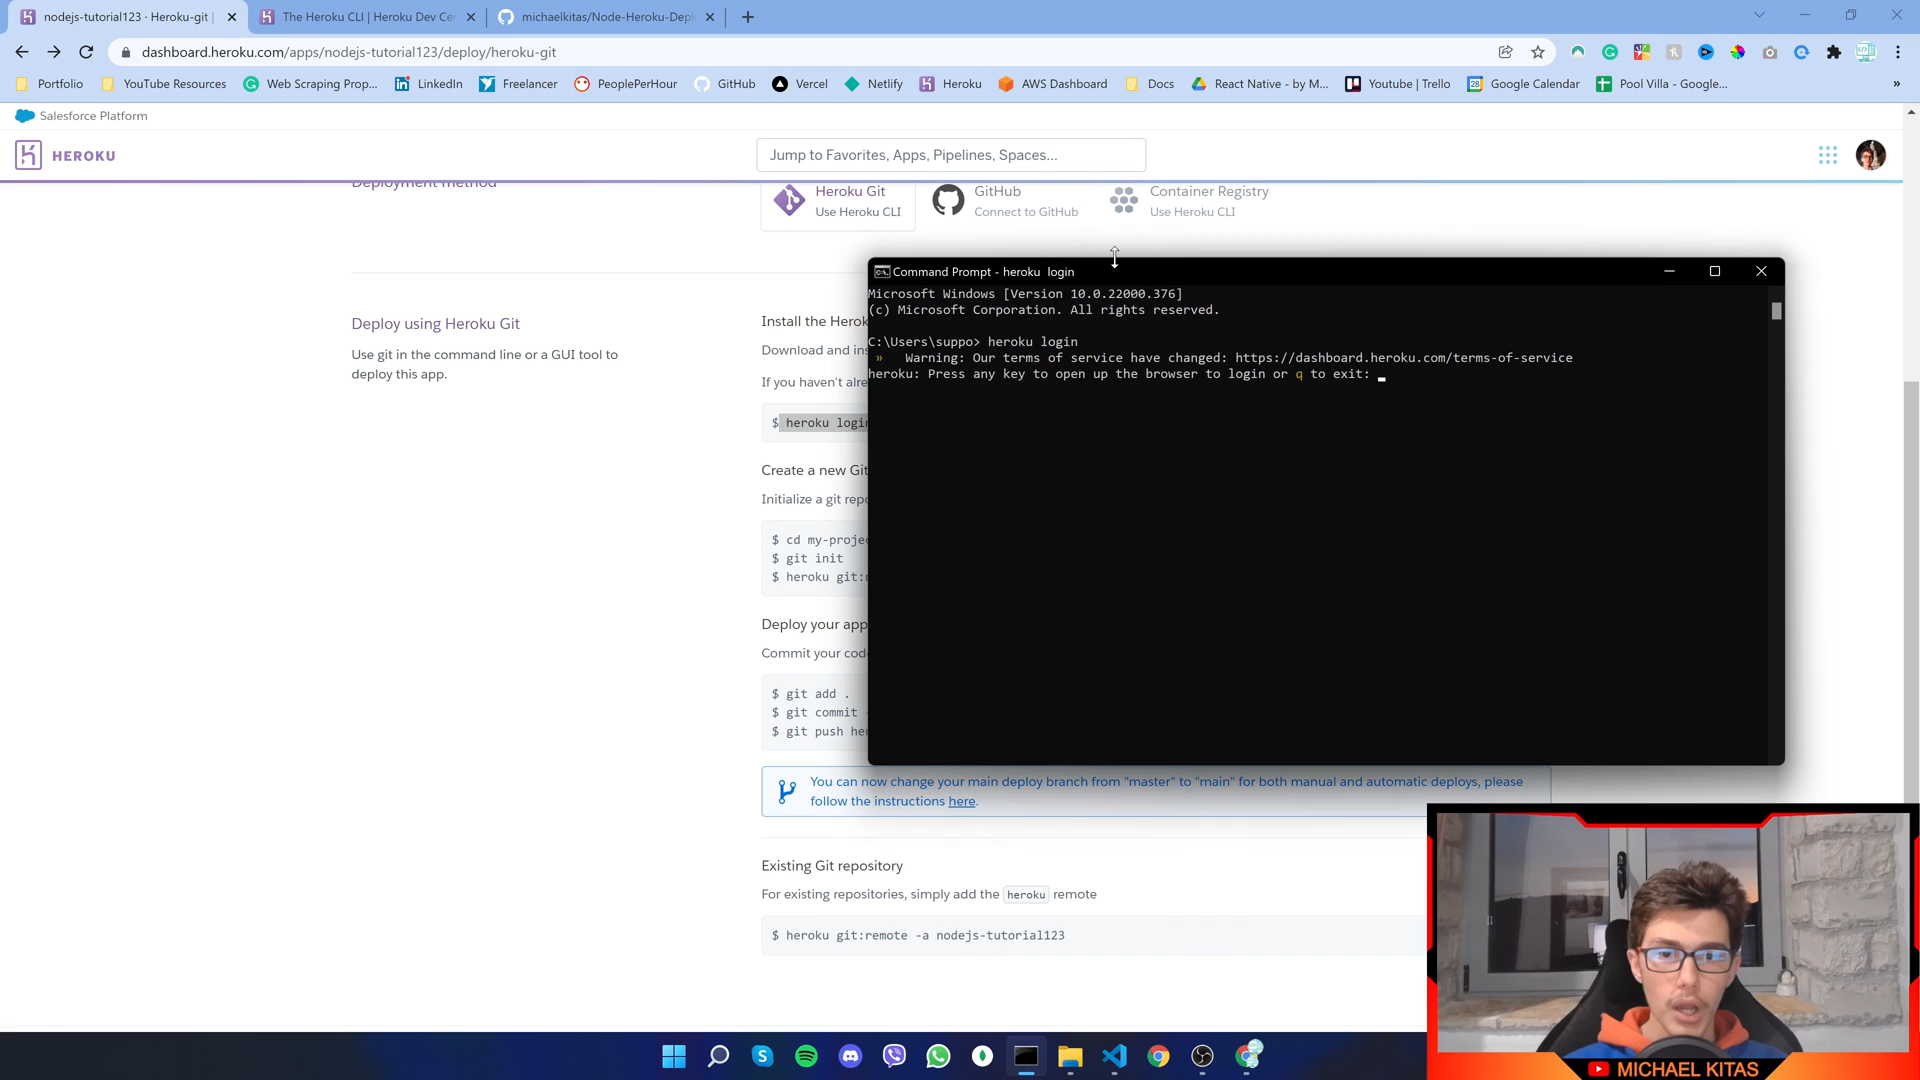 nodejs-tutorial123 · Heroku-git |
The Heroku CLI | Heroku Dev Cen
michaelkitas/Node-Heroku-Depl
dashboard.heroku.com/apps/nodejs-tutorial123/deploy/heroku-git
Portfolio
YouTube Resources
Web Scraping Prop...
LinkedIn
Freelancer
PeoplePerHour
GitHub
Vercel
Netlify
Heroku
AWS Dashboard
Docs
React Native - by M...
Youtube | Trello
Google Calendar
Pool Villa - Google...
»
Salesforce Platform
HEROKU
Jump to Favorites, Apps, Pipelines, Spaces...
Deployment method
Heroku Git
Use Heroku CLI
GitHub
Connect to GitHub
Container Registry
Use Heroku CLI
Deploy using Heroku Git
Use git in the command line or a GUI tool to
deploy this app.
Install the Herok
Download and ins
If you haven't alre
$ heroku login
Create a new Git
Initialize a git repo
$ cd my-projec
$ git init
$ heroku git:r
Deploy your app
Commit your code
$ git add .
$ git commit -
$ git push her
Command Prompt - heroku  login
Microsoft Windows [Version 10.0.22000.376]
(c) Microsoft Corporation. All rights reserved.
C:\Users\suppo> heroku login
»   Warning: Our terms of service have changed: https://dashboard.heroku.com/terms-of-service
heroku: Press any key to open up the browser to login or q to exit:
You can now change your main deploy branch from "master" to "main" for both manual and automatic deploys, please
follow the instructions here.
Existing Git repository
For existing repositories, simply add the heroku remote
$ heroku git:remote -a nodejs-tutorial123
MICHAEL KITAS